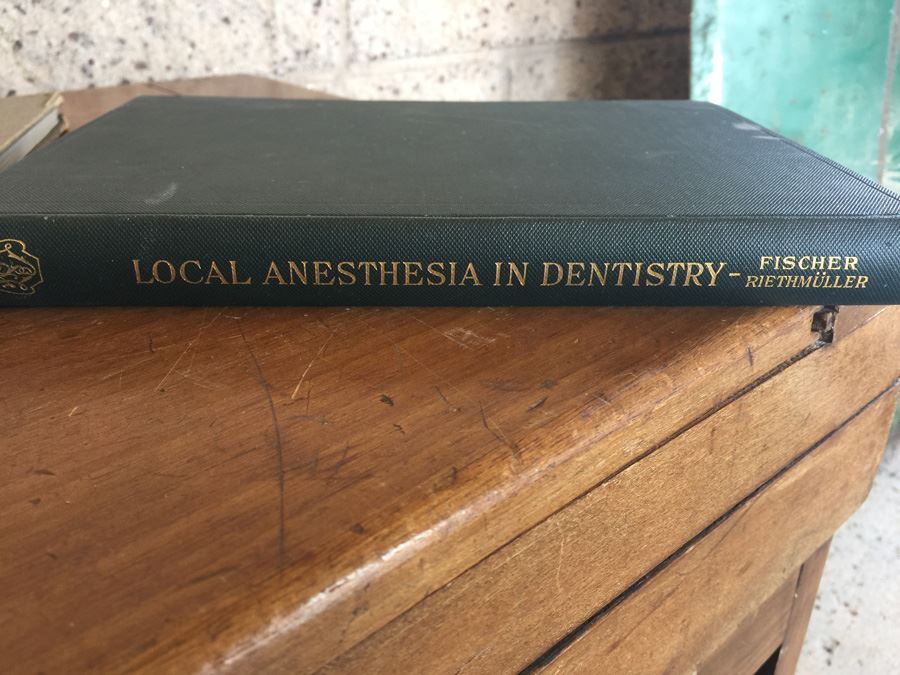 LOCAL ANESTHESIA IN DENTISTRY-
FISCHER
RIETHMÜLLER